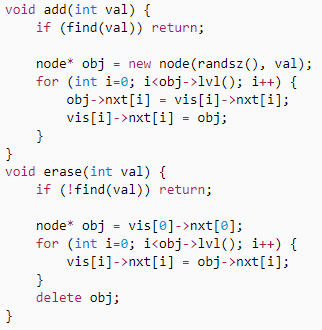 void add(int val) {
    if (find(val)) return;

    node* obj = new node(randsz(), val);
    for (int i=0; i<obj->lvl(); i++) {
        obj->nxt[i] = vis[i]->nxt[i];
        vis[i]->nxt[i] = obj;
    }
}
void erase(int val) {
    if (!find(val)) return;

    node* obj = vis[0]->nxt[0];
    for (int i=0; i<obj->lvl(); i++) {
        vis[i]->nxt[i] = obj->nxt[i];
    }
    delete obj;
}